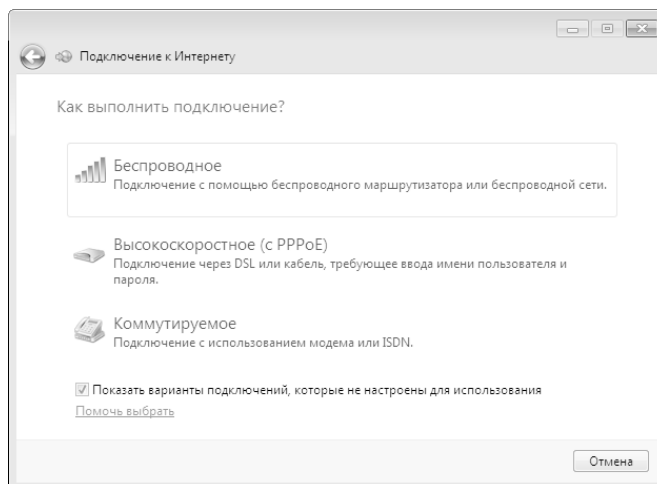 Подключение к Интернету
Как выполнить подключение?
Беспроводное
Подключение с помощью беспроводного маршрутизатора или беспроводной сети.
Высокоскоростное (с PPPoE)
Подключение через DSL или кабель, требующее ввода имени пользователя и
пароля.
Коммутируемое
Подключение с использованием модема или ISDN.
Показать варианты подключений, которые не настроены для использования
Помочь выбрать
Отмена